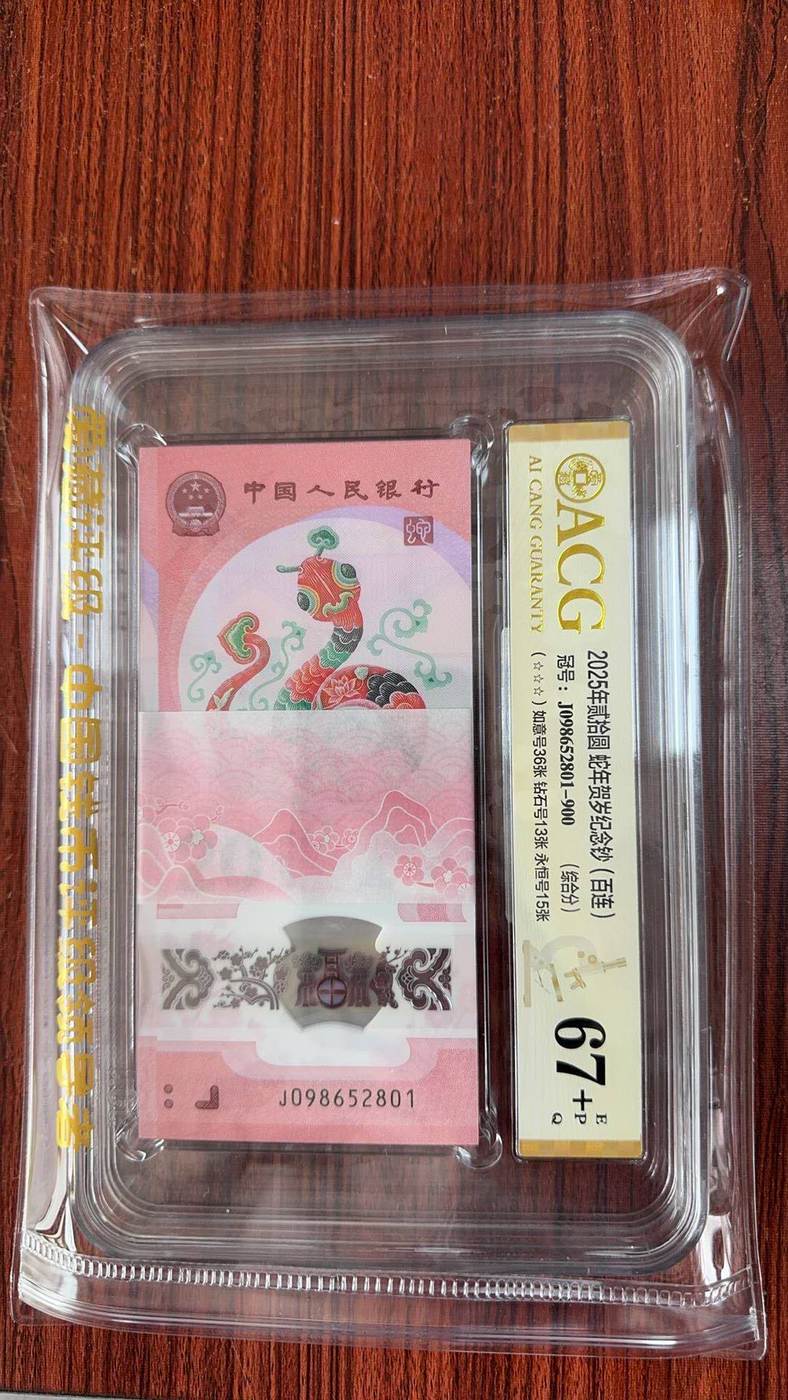 中国人民银行
蛇
J098652801
ACG
AI CANG GUARANTY
2025年贰拾圆 蛇年贺岁纪念钞（百连）
冠号：J098652801-900 （综合分）
（☆☆☆）如意号36张 钻石号13张 永恒号15张
67+
E
P
Q
爱藏评级-中国钱币评级领导者